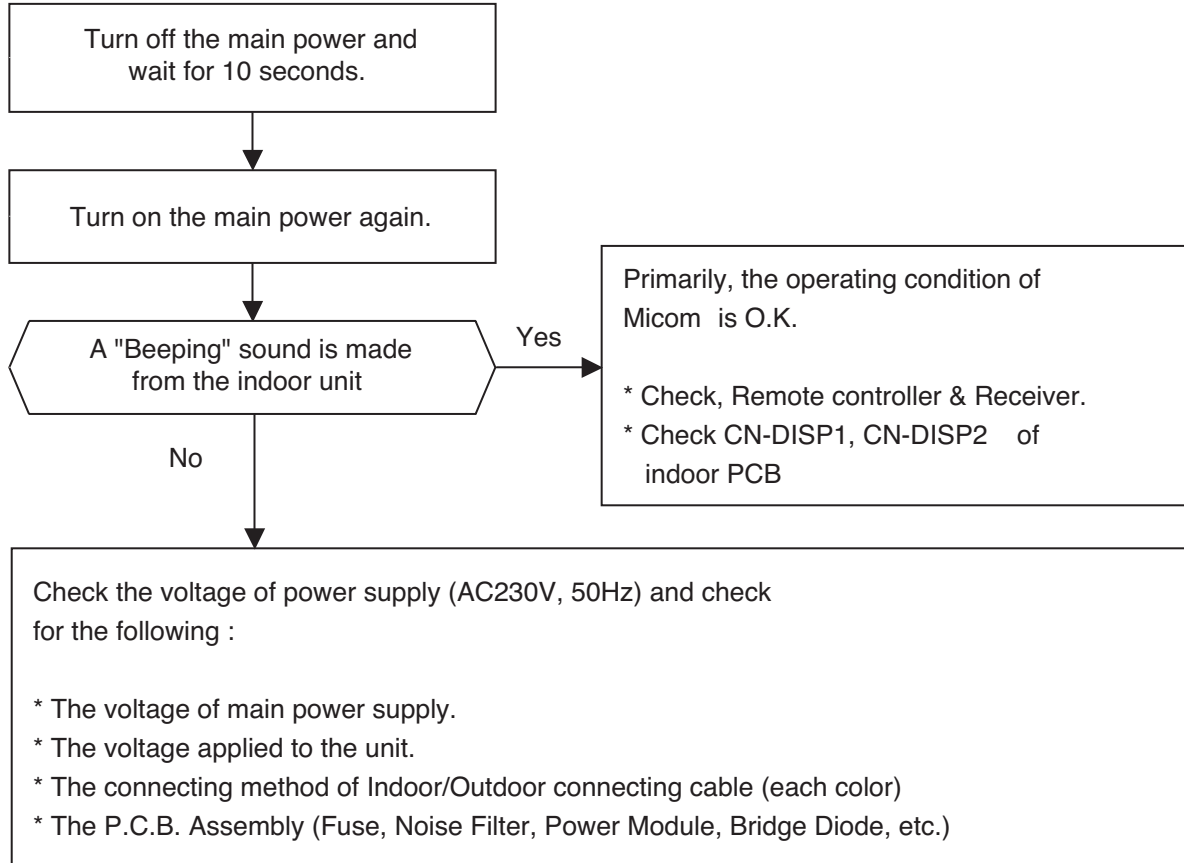 Turn off the main power and
wait for 10 seconds.
Turn on the main power again.
A "Beeping" sound is made
from the indoor unit
Yes
Primarily, the operating condition of
Micom is O.K.
* Check, Remote controller & Receiver.
* Check CN-DISP1, CN-DISP2 of
indoor PCB
No
Check the voltage of power supply (AC230V, 50Hz) and check
for the following :
* The voltage of main power supply.
* The voltage applied to the unit.
* The connecting method of Indoor/Outdoor connecting cable (each color)
* The P.C.B. Assembly (Fuse, Noise Filter, Power Module, Bridge Diode, etc.)